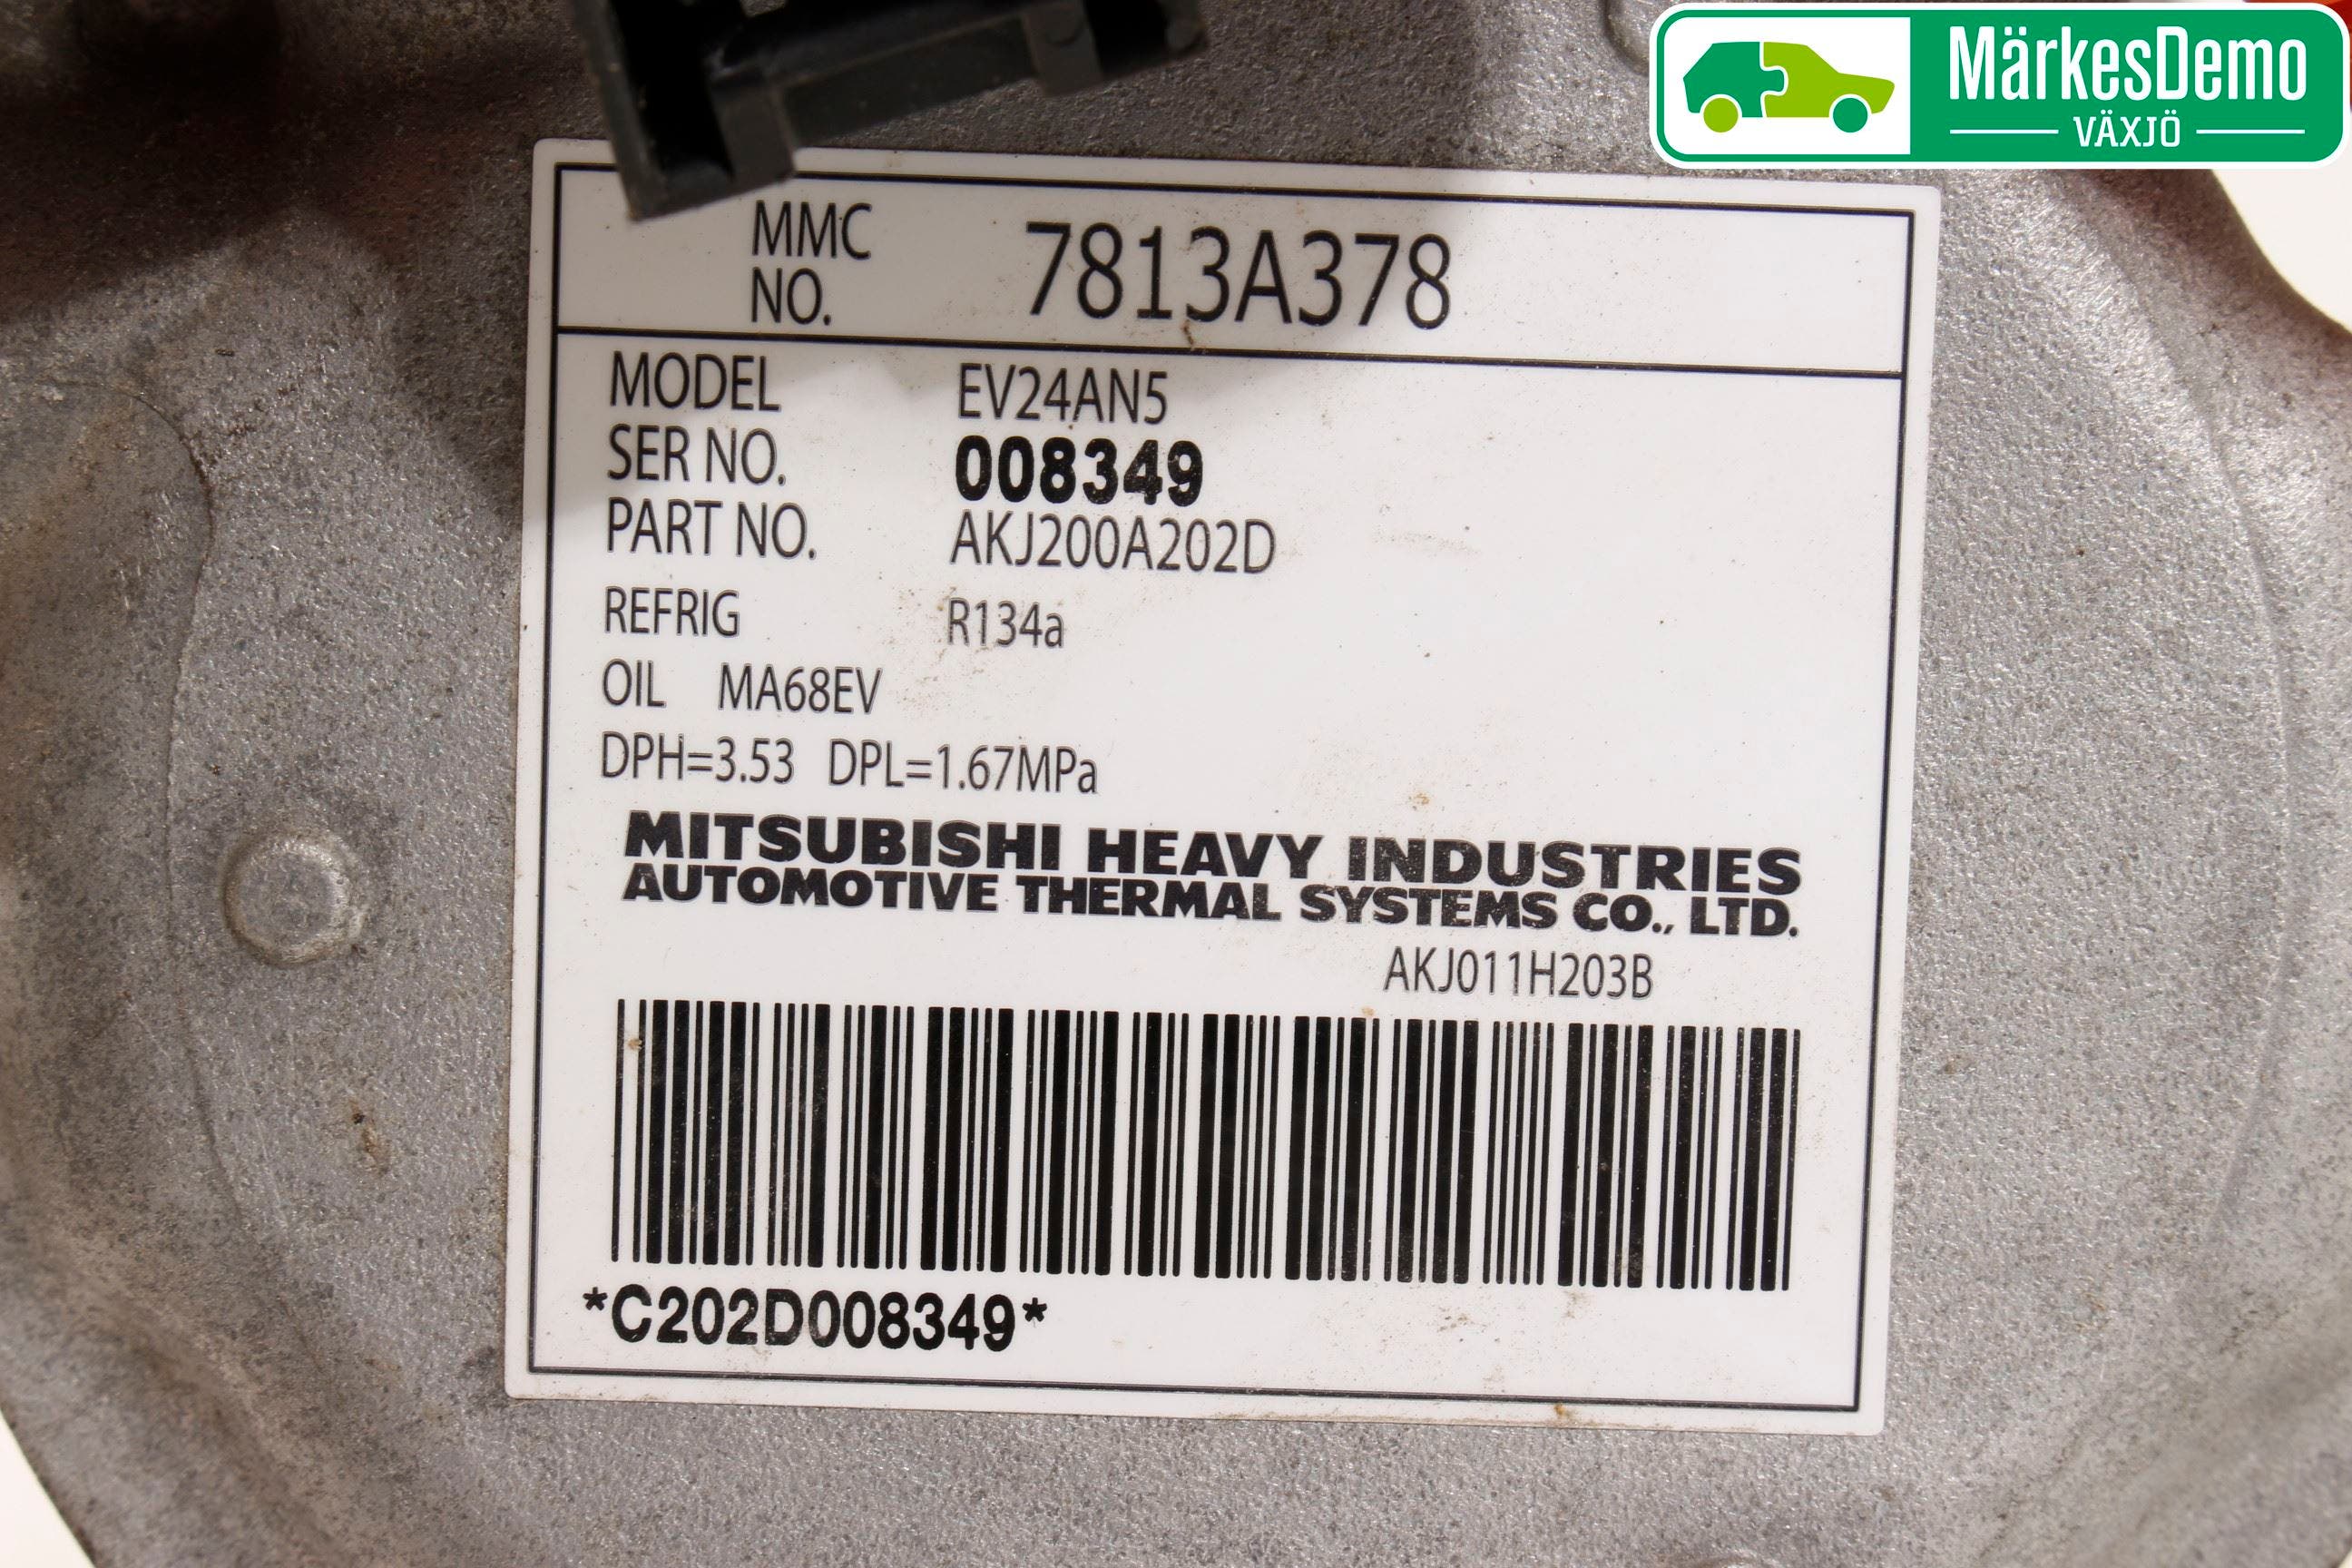 MärkesDemo
VÄXJÖ
MMC NO. 7813A378
MODEL EV24AN5
SER NO. 008349
PART NO. AKJ200A202D
REFRIG R134a
OIL MA68EV
DPH=3.53 DPL=1.67MPa
MITSUBISHI HEAVY INDUSTRIES
AUTOMOTIVE THERMAL SYSTEMS CO., LTD.
AKJ011H203B
*C202D008349*